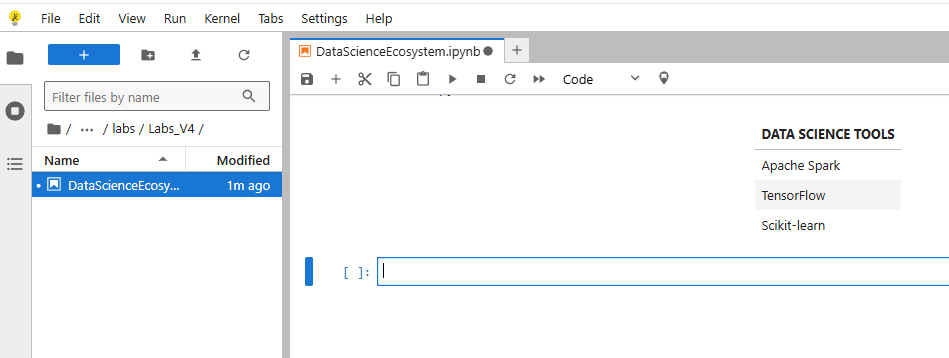 File Edit View Run Kernel Tabs Settings Help
DataScienceEcosystem.ipynb
Code
Filter files by name
/ ... / labs / Labs_V4 /
Name Modified
DataScienceEcosy... 1m ago
DATA SCIENCE TOOLS
Apache Spark
TensorFlow
Scikit-learn
[ ]: